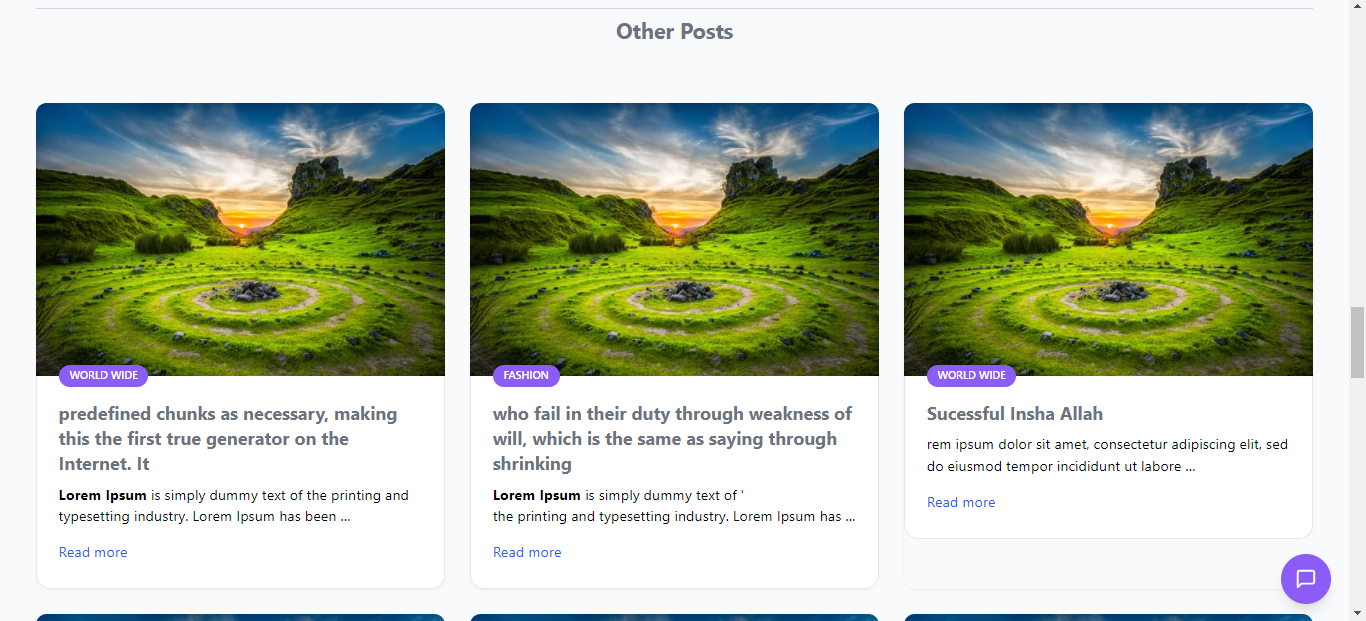 Other Posts
WORLD WIDE
predefined chunks as necessary, making
this the first true generator on the
Internet. It
Lorem Ipsum is simply dummy text of the printing and
typesetting industry. Lorem Ipsum has been ...
Read more
FASHION
who fail in their duty through weakness of
will, which is the same as saying through
shrinking
Lorem Ipsum is simply dummy text of '
the printing and typesetting industry. Lorem Ipsum has ...
Read more
WORLD WIDE
Sucessful Insha Allah
rem ipsum dolor sit amet, consectetur adipiscing elit, sed
do eiusmod tempor incididunt ut labore ...
Read more